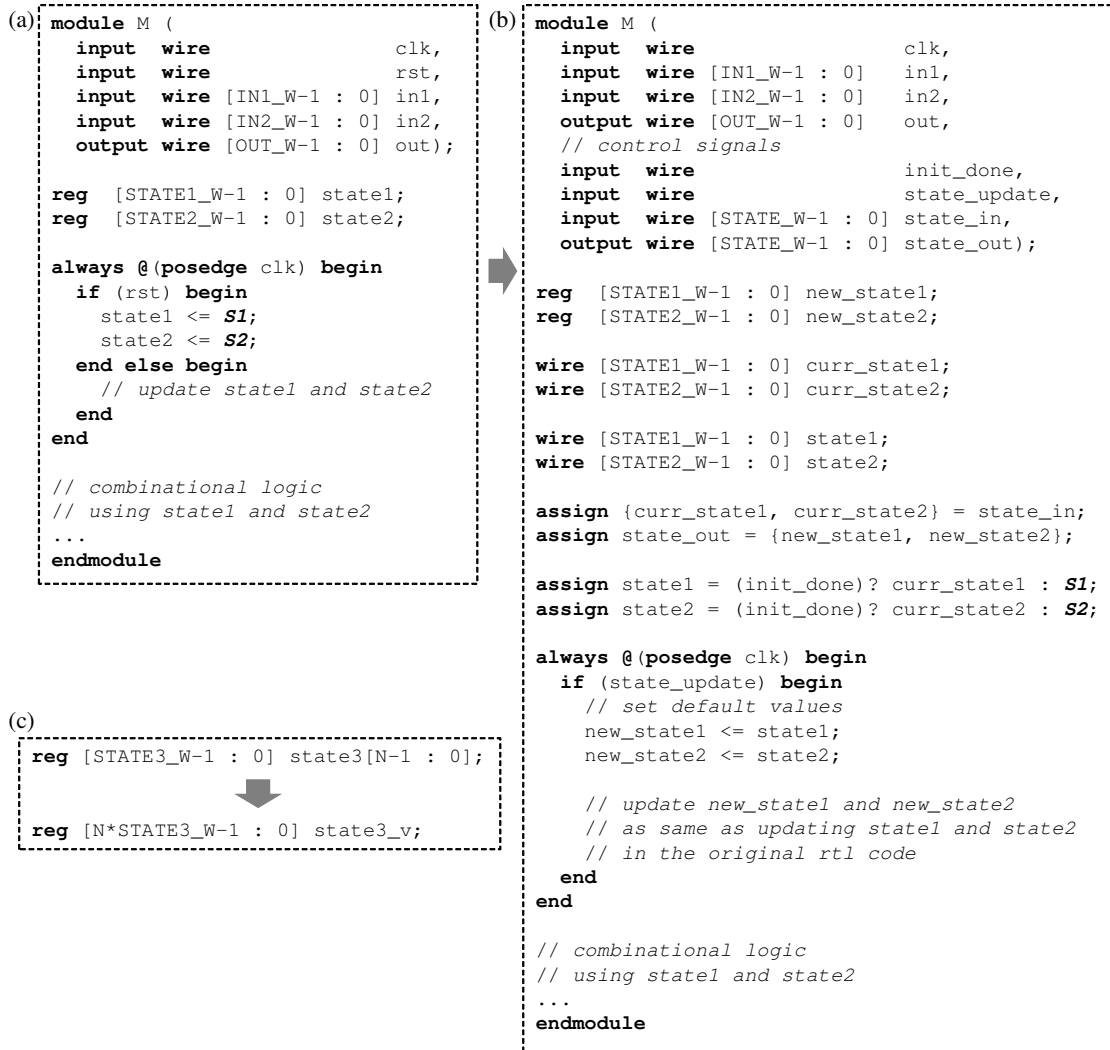 (a)
module M (
  input  wire                 clk,
  input  wire                 rst,
  input  wire [IN1_W-1 : 0] in1,
  input  wire [IN2_W-1 : 0] in2,
  output wire [OUT_W-1 : 0] out);
reg  [STATE1_W-1 : 0] state1;
reg  [STATE2_W-1 : 0] state2;
always @(posedge clk) begin
  if (rst) begin
    state1 <= S1;
    state2 <= S2;
  end else begin
    // update state1 and state2
  end
end
// combinational logic
// using state1 and state2
...
endmodule
(b)
module M (
  input  wire                   clk,
  input  wire [IN1_W-1 : 0]   in1,
  input  wire [IN2_W-1 : 0]   in2,
  output wire [OUT_W-1 : 0]   out,
  // control signals
  input  wire                   init_done,
  input  wire                   state_update,
  input  wire [STATE_W-1 : 0] state_in,
  output wire [STATE_W-1 : 0] state_out);
reg  [STATE1_W-1 : 0] new_state1;
reg  [STATE2_W-1 : 0] new_state2;
wire [STATE1_W-1 : 0] curr_state1;
wire [STATE2_W-1 : 0] curr_state2;
wire [STATE1_W-1 : 0] state1;
wire [STATE2_W-1 : 0] state2;
assign {curr_state1, curr_state2} = state_in;
assign state_out = {new_state1, new_state2};
assign state1 = (init_done)? curr_state1 : S1;
assign state2 = (init_done)? curr_state2 : S2;
always @(posedge clk) begin
  if (state_update) begin
    // set default values
    new_state1 <= state1;
    new_state2 <= state2;
    // update new_state1 and new_state2
    // as same as updating state1 and state2
    // in the original rtl code
  end
end
// combinational logic
// using state1 and state2
...
endmodule
(c)
reg [STATE3_W-1 : 0] state3[N-1 : 0];
reg [N*STATE3_W-1 : 0] state3_v;